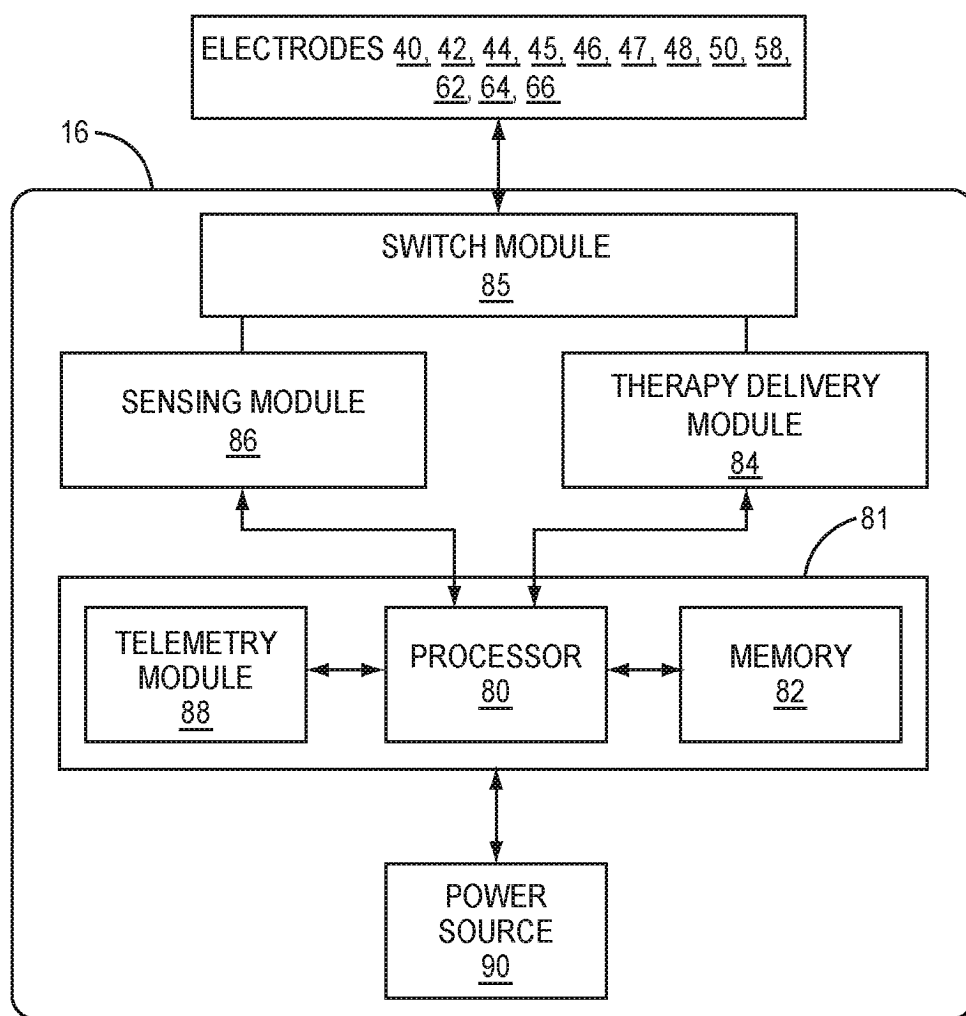 ELECTRODES 40, 42, 44, 45, 46, 47, 48, 50, 58,
62, 64, 66
16
SWITCH MODULE
85
SENSING MODULE
86
THERAPY DELIVERY
MODULE
84
81
TELEMETRY
MODULE
88
PROCESSOR
80
MEMORY
82
POWER
SOURCE
90